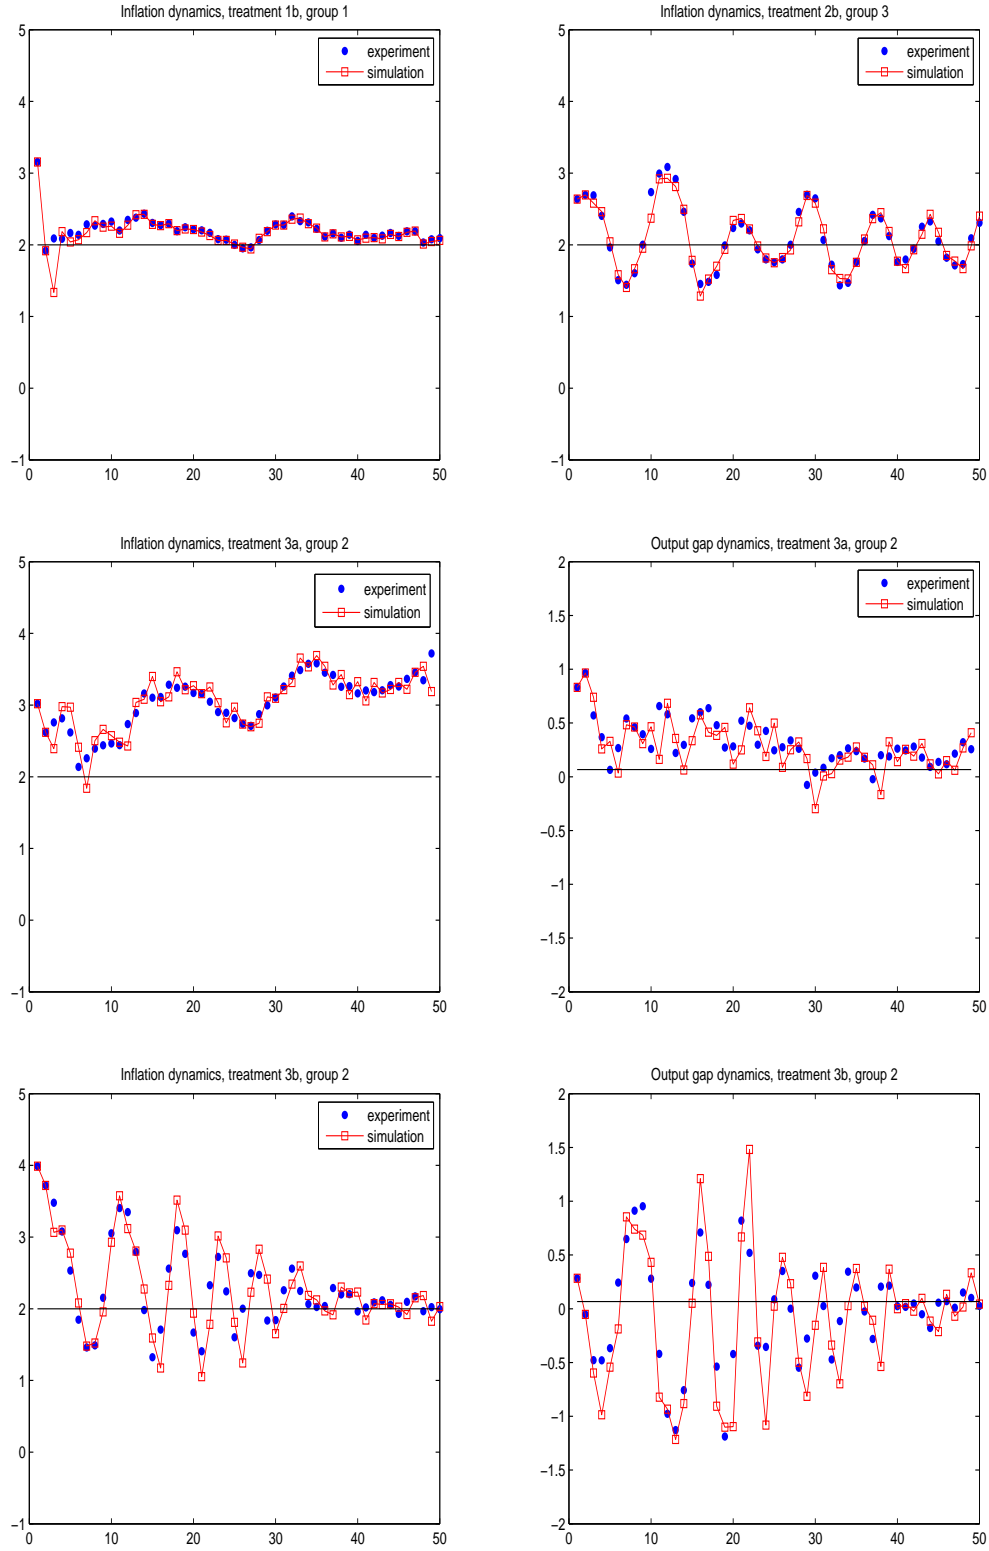 Inflation dynamics, treatment 1b, group 1
5
4
3
2
1
0
−1
0 10 20 30 40 50
experiment
simulation
Inflation dynamics, treatment 2b, group 3
5
4
3
2
1
0
−1
0 10 20 30 40 50
experiment
simulation
Inflation dynamics, treatment 3a, group 2
5
4
3
2
1
0
−1
0 10 20 30 40 50
experiment
simulation
Output gap dynamics, treatment 3a, group 2
2
1.5
1
0.5
0
−0.5
−1
−1.5
−2
0 10 20 30 40 50
experiment
simulation
Inflation dynamics, treatment 3b, group 2
5
4
3
2
1
0
−1
0 10 20 30 40 50
experiment
simulation
Output gap dynamics, treatment 3b, group 2
2
1.5
1
0.5
0
−0.5
−1
−1.5
−2
0 10 20 30 40 50